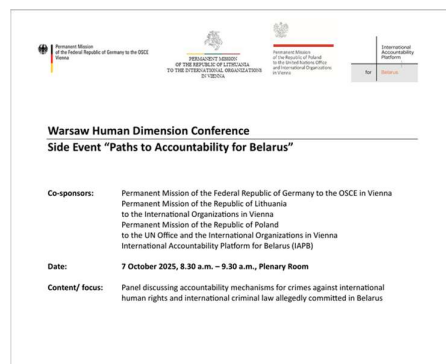 Permanent Mission
of the Federal Republic of Germany to the OSCE
Vienna
PERMANENT MISSION
OF THE REPUBLIC OF LITHUANIA
TO THE INTERNATIONAL ORGANIZATIONS
IN VIENNA
Permanent Mission
of the Republic of Poland
to the United Nations Office
and International Organizations
in Vienna
International
Accountability
Platform
for Belarus
Warsaw Human Dimension Conference
Side Event “Paths to Accountability for Belarus”
Co-sponsors: Permanent Mission of the Federal Republic of Germany to the OSCE in Vienna
Permanent Mission of the Republic of Lithuania
to the International Organizations in Vienna
Permanent Mission of the Republic of Poland
to the UN Office and the International Organizations in Vienna
International Accountability Platform for Belarus (IAPB)
Date: 7 October 2025, 8.30 a.m. – 9.30 a.m., Plenary Room
Content/ focus: Panel discussing accountability mechanisms for crimes against international
human rights and international criminal law allegedly committed in Belarus